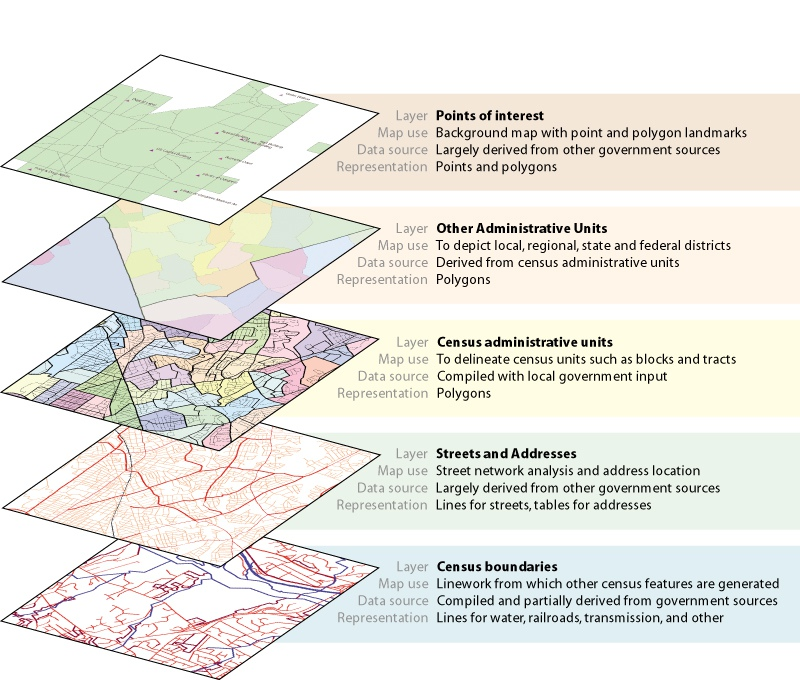 Layer Points of interest
Map use Background map with point and polygon landmarks
Data source Largely derived from other government sources
Representation Points and polygons
Layer Other Administrative Units
Map use To depict local, regional, state and federal districts
Data source Derived from census administrative units
Representation Polygons
Layer Census administrative units
Map use To delineate census units such as blocks and tracts
Data source Compiled with local government input
Representation Polygons
Layer Streets and Addresses
Map use Street network analysis and address location
Data source Largely derived from other government sources
Representation Lines for streets, tables for addresses
Layer Census boundaries
Map use Linework from which other census features are generated
Data source Compiled and partially derived from government sources
Representation Lines for water, railroads, transmission, and other